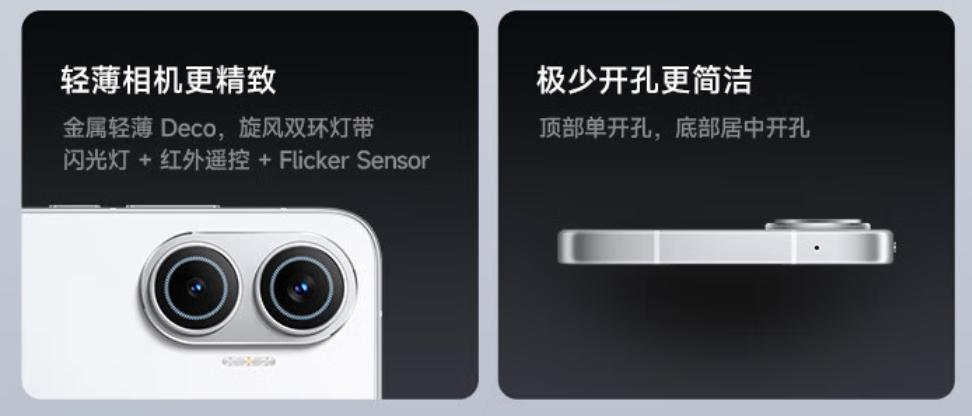 轻薄相机更精致
金属轻薄 Deco，旋风双环灯带
闪光灯 + 红外遥控 + Flicker Sensor
极少开孔更简洁
顶部单开孔，底部居中开孔